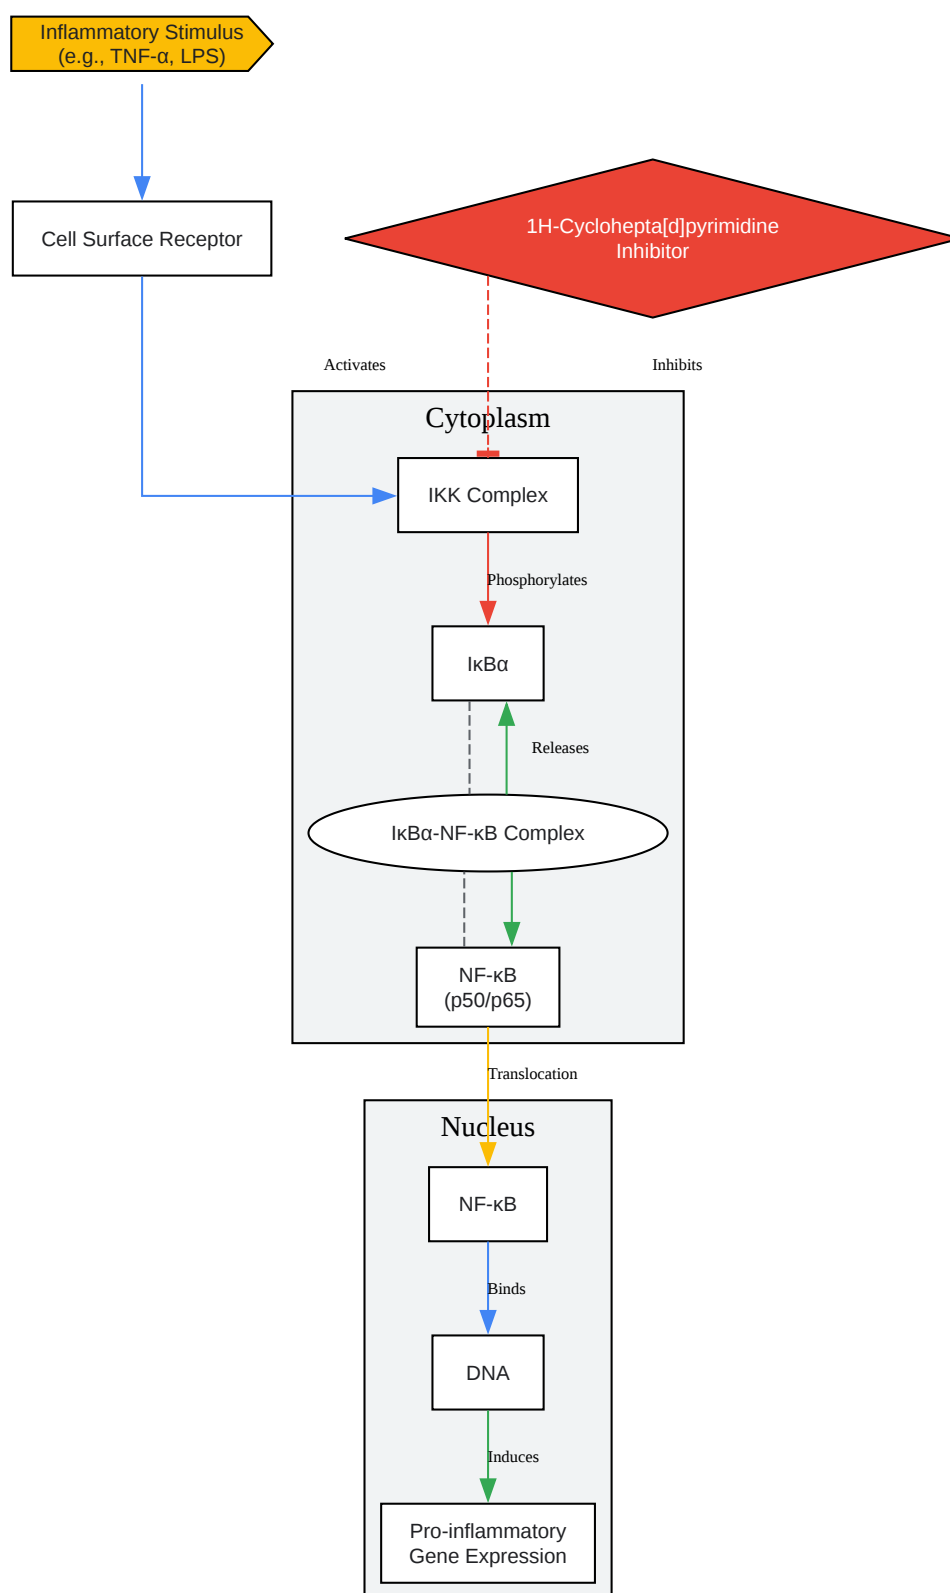 Inflammatory Stimulus
(e.g., TNF-α, LPS)
Cell Surface Receptor
1H-Cyclohepta[d]pyrimidine
Inhibitor
Activates
Inhibits
Cytoplasm
IKK Complex
Phosphorylates
IκBα
Releases
IκBα-NF-κB Complex
NF-κB
(p50/p65)
Translocation
Nucleus
NF-κB
Binds
DNA
Induces
Pro-inflammatory
Gene Expression